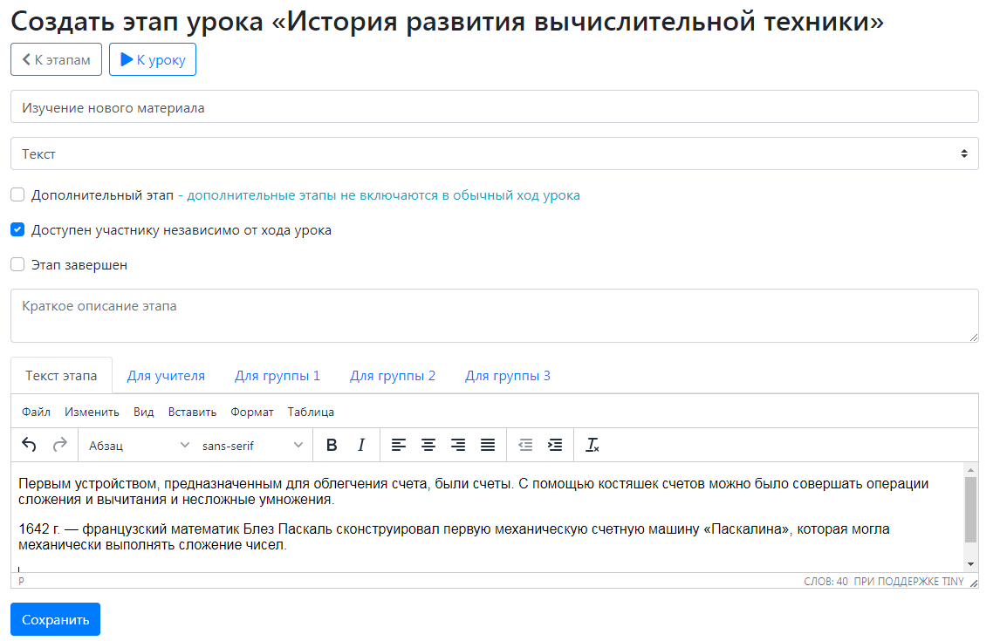 Создать этап урока «История развития вычислительной техники»
К этапам К уроку
Изучение нового материала
Текст
Дополнительный этап - дополнительные этапы не включаются в обычный ход урока
Доступен участнику независимо от хода урока
Этап завершен
Краткое описание этапа
Текст этапа Для учителя Для группы 1 Для группы 2 Для группы 3
Файл Изменить Вид Вставить Формат Таблица
Абзац sans-serif B I
Первым устройством, предназначенным для облегчения счета, были счеты. С помощью костяшек счетов можно было совершать операции
сложения и вычитания и несложные умножения.
1642 г. — французский математик Блез Паскаль сконструировал первую механическую счетную машину «Паскалина», которая могла
механически выполнять сложение чисел.
P СЛОВ: 40 ПРИ ПОДДЕРЖКЕ TINY
Сохранить